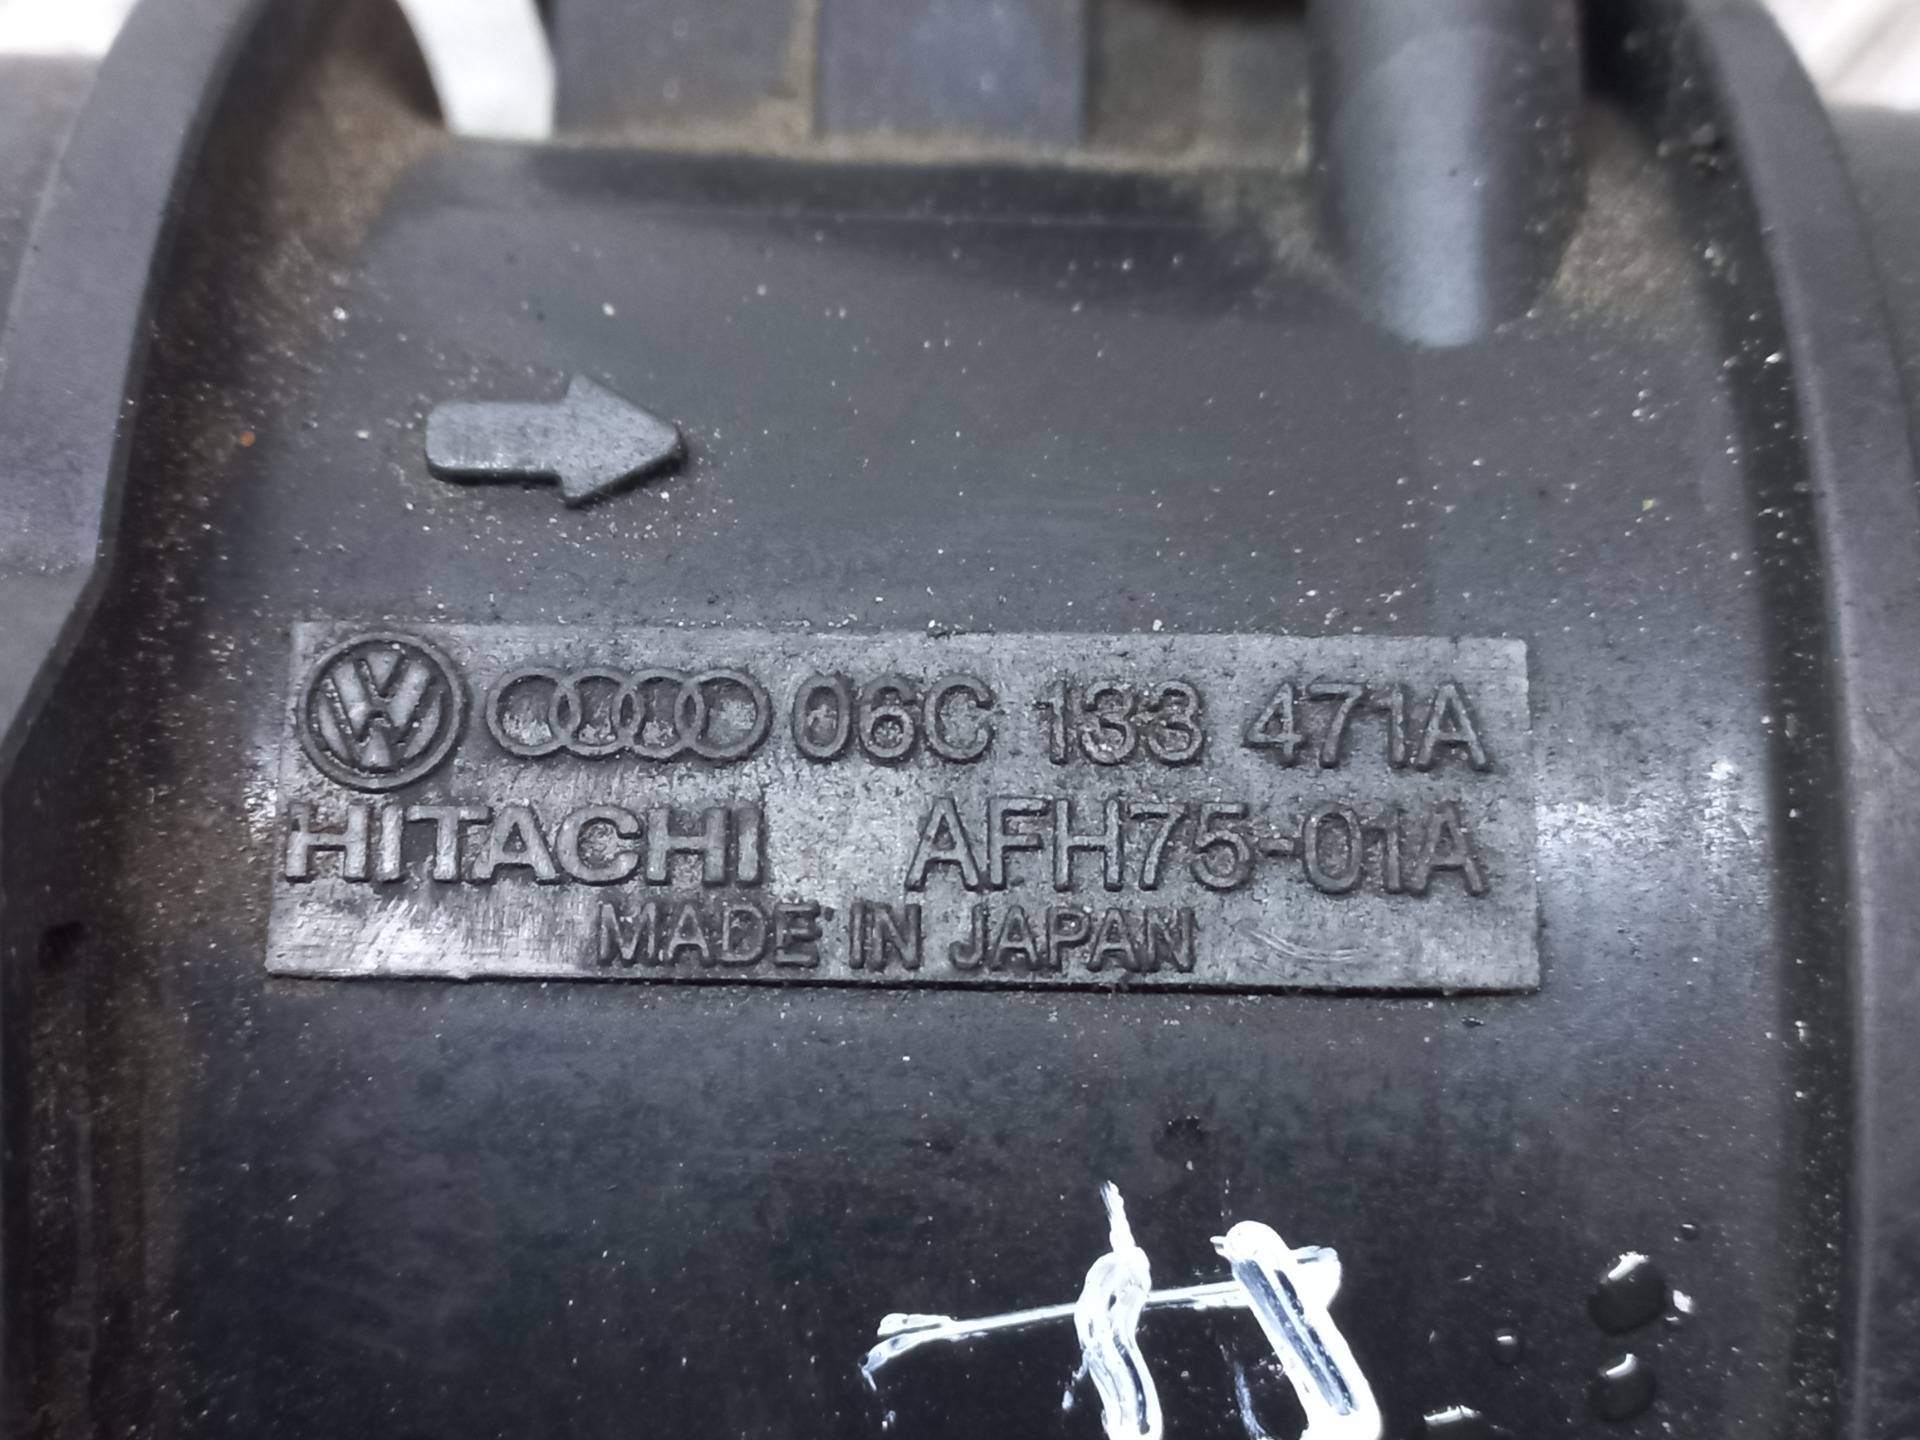 06C 133 471A
HITACHI AFH75-01A
MADE IN JAPAN